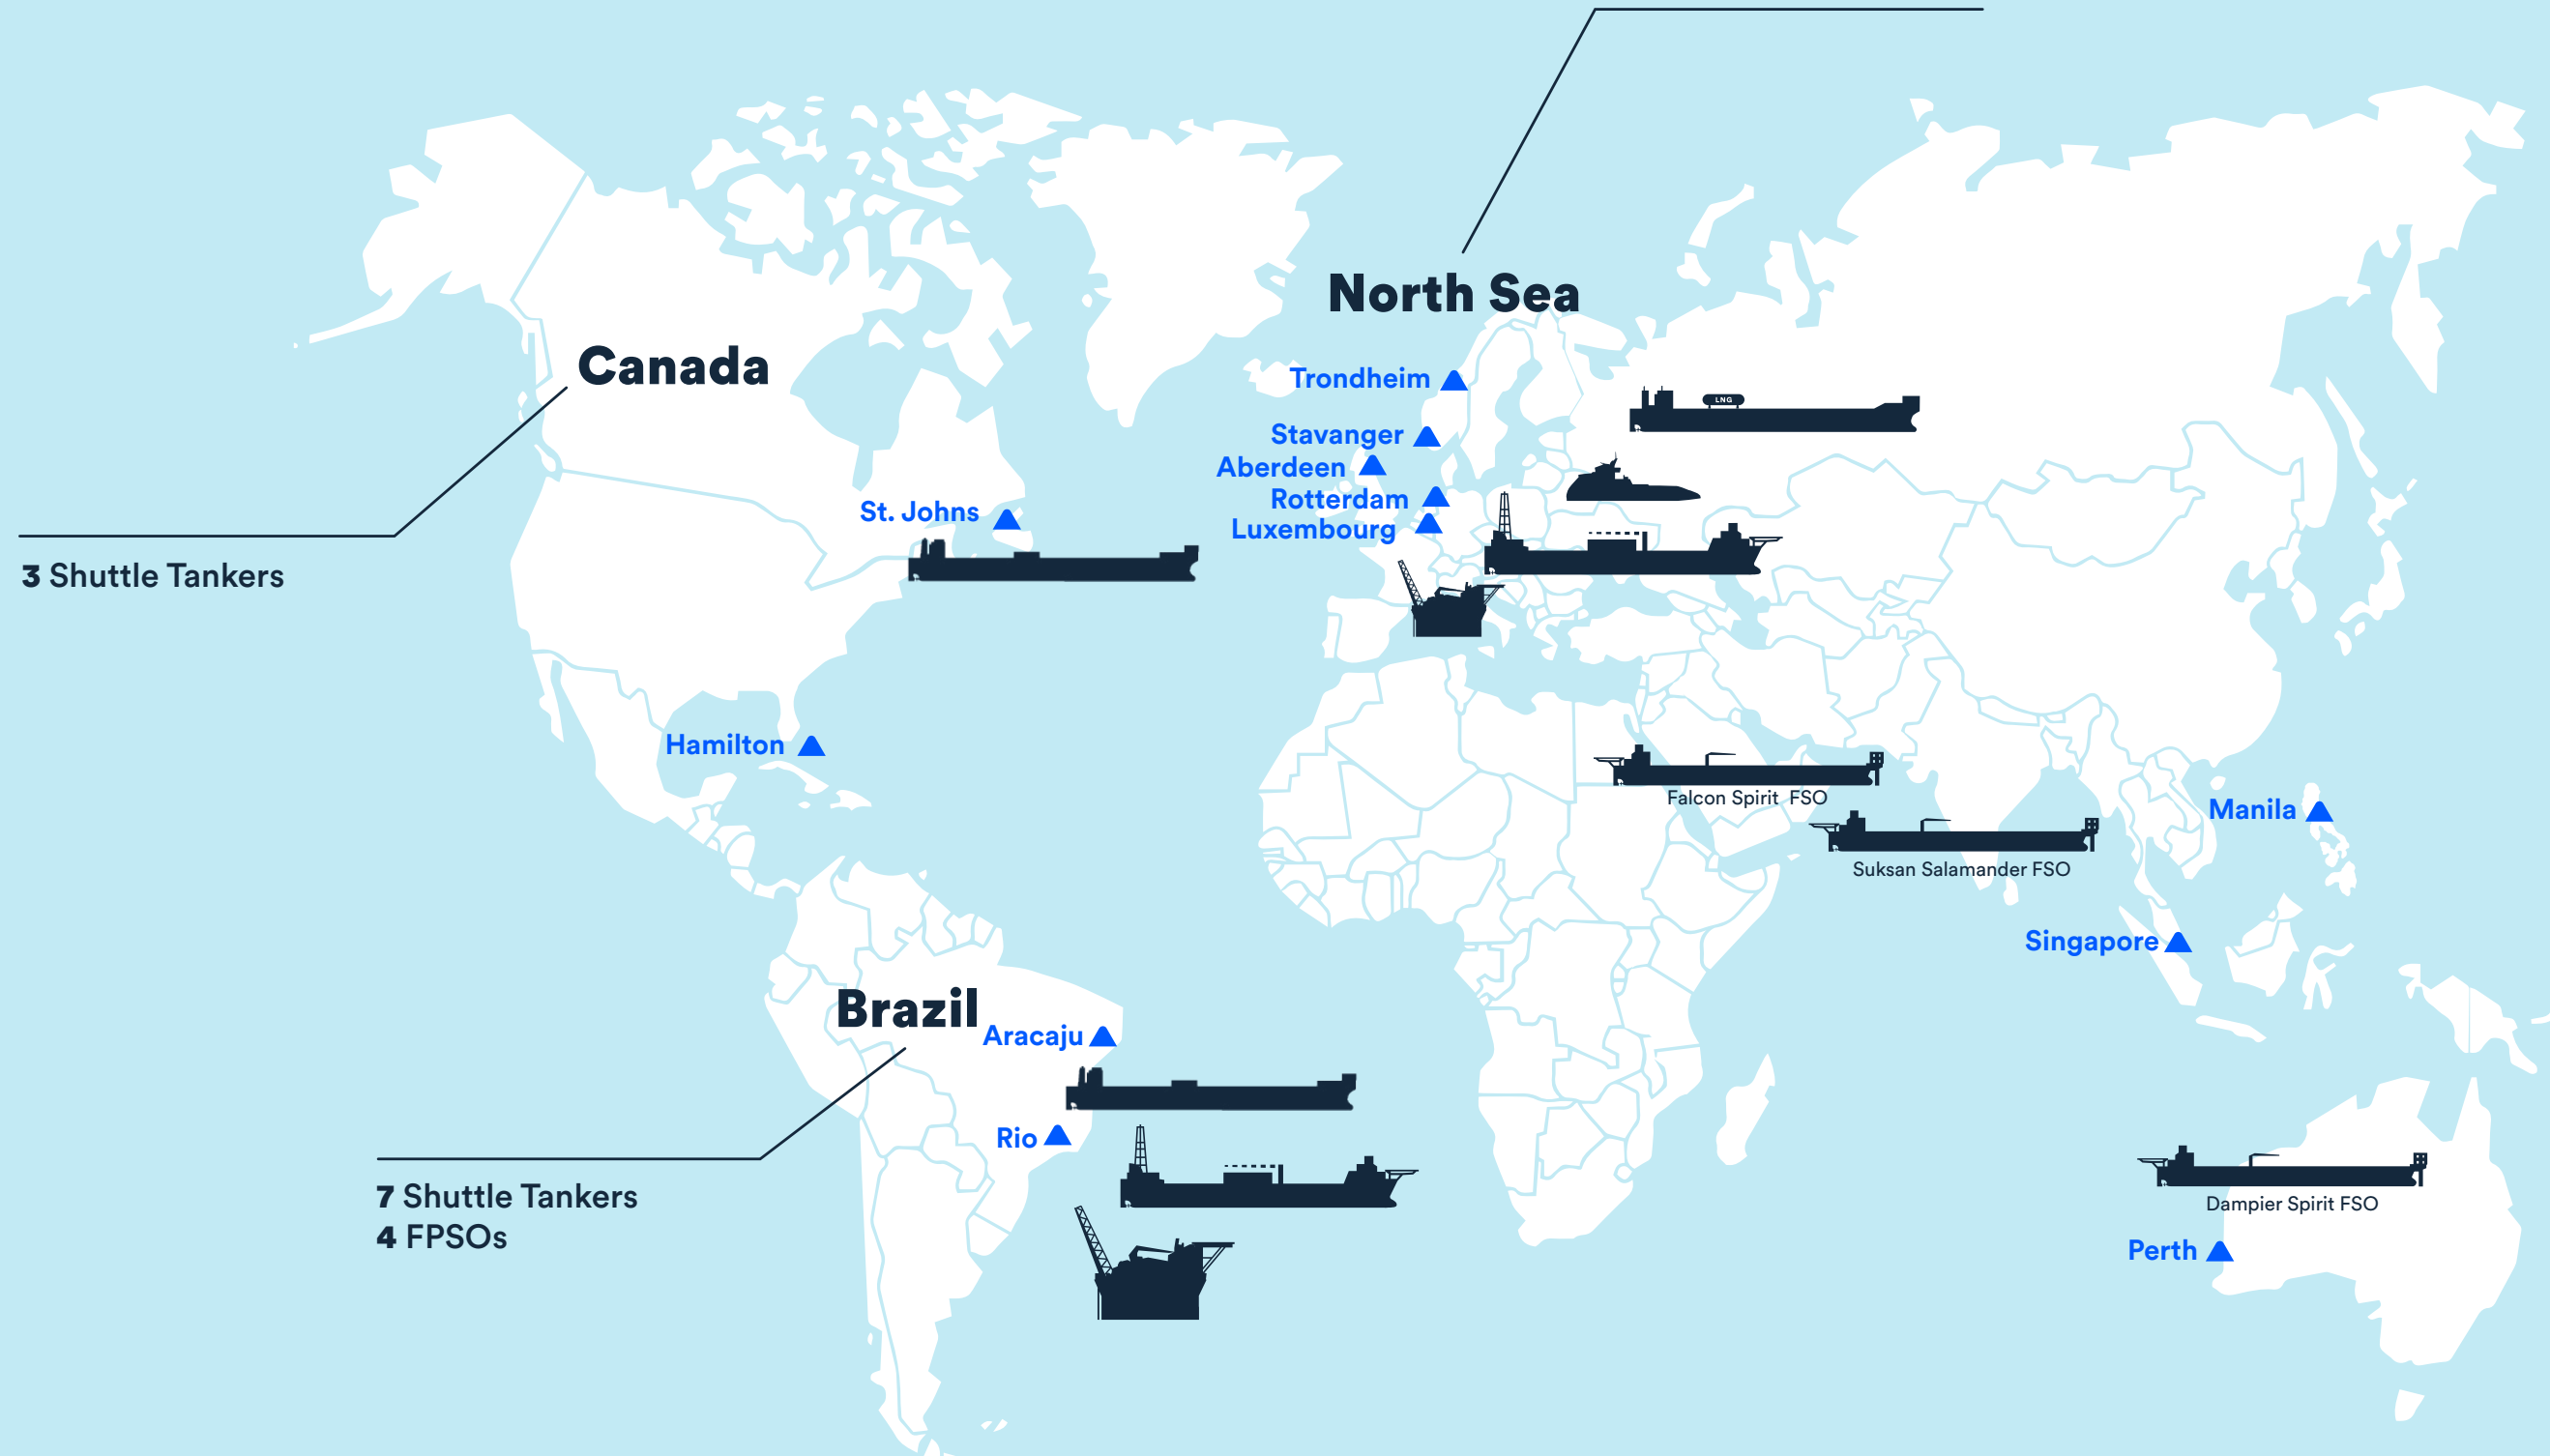 North Sea
Canada
Trondheim
LNG
Stavanger
Aberdeen
Rotterdam
St. Johns
Luxembourg
3 Shuttle Tankers
Hamilton
Falcon Spirit FSO
Manila
Suksan Salamander FSO
Singapore
Brazil
Aracaju
Rio
7 Shuttle Tankers
4 FPSOs
Dampier Spirit FSO
Perth